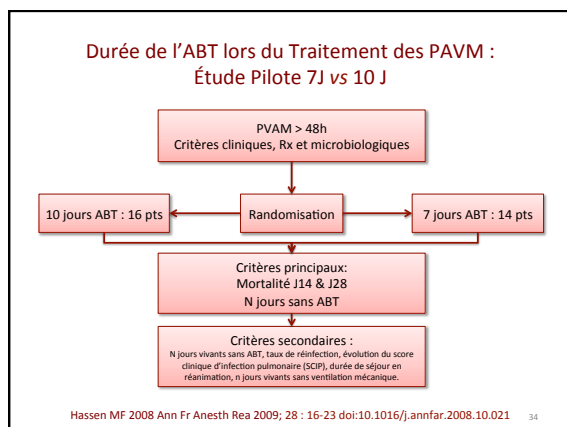 Durée de l'ABT lors du Traitement des PAVM :
Étude Pilote 7J vs 10 J
PVAM > 48h
Critères cliniques, Rx et microbiologiques
10 jours ABT : 16 pts
Randomisation
7 jours ABT : 14 pts
Critères principaux:
Mortalité J14 & J28
N jours sans ABT
Critères secondaires :
N jours vivants sans ABT, taux de réinfection, évolution du score
clinique d'infection pulmonaire (SCIP), durée de séjour en
réanimation, n jours vivants sans ventilation mécanique.
Hassen MF 2008 Ann Fr Anesth Rea 2009; 28 : 16-23 doi:10.1016/j.annfar.2008.10.021
34